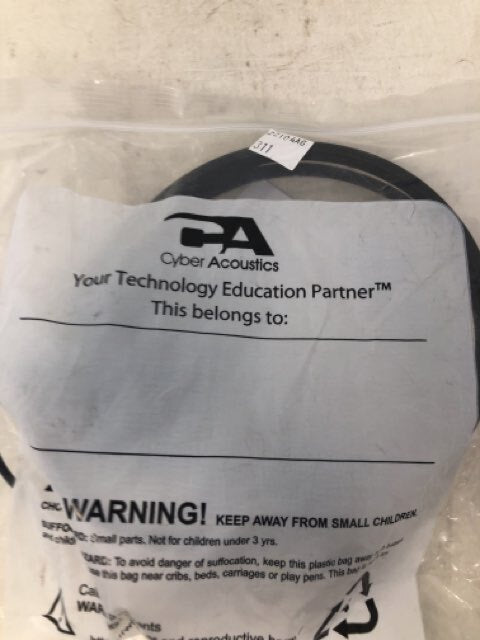 311
CA
Cyber Acoustics
Your Technology Education Partner™
This belongs to:
WARNING! KEEP AWAY FROM SMALL CHILDREN.
Small parts. Not for children under 3 yrs.
To avoid danger of suffocation, keep this plastic bag away
this bag near cribs, beds, carriages or play pens. This